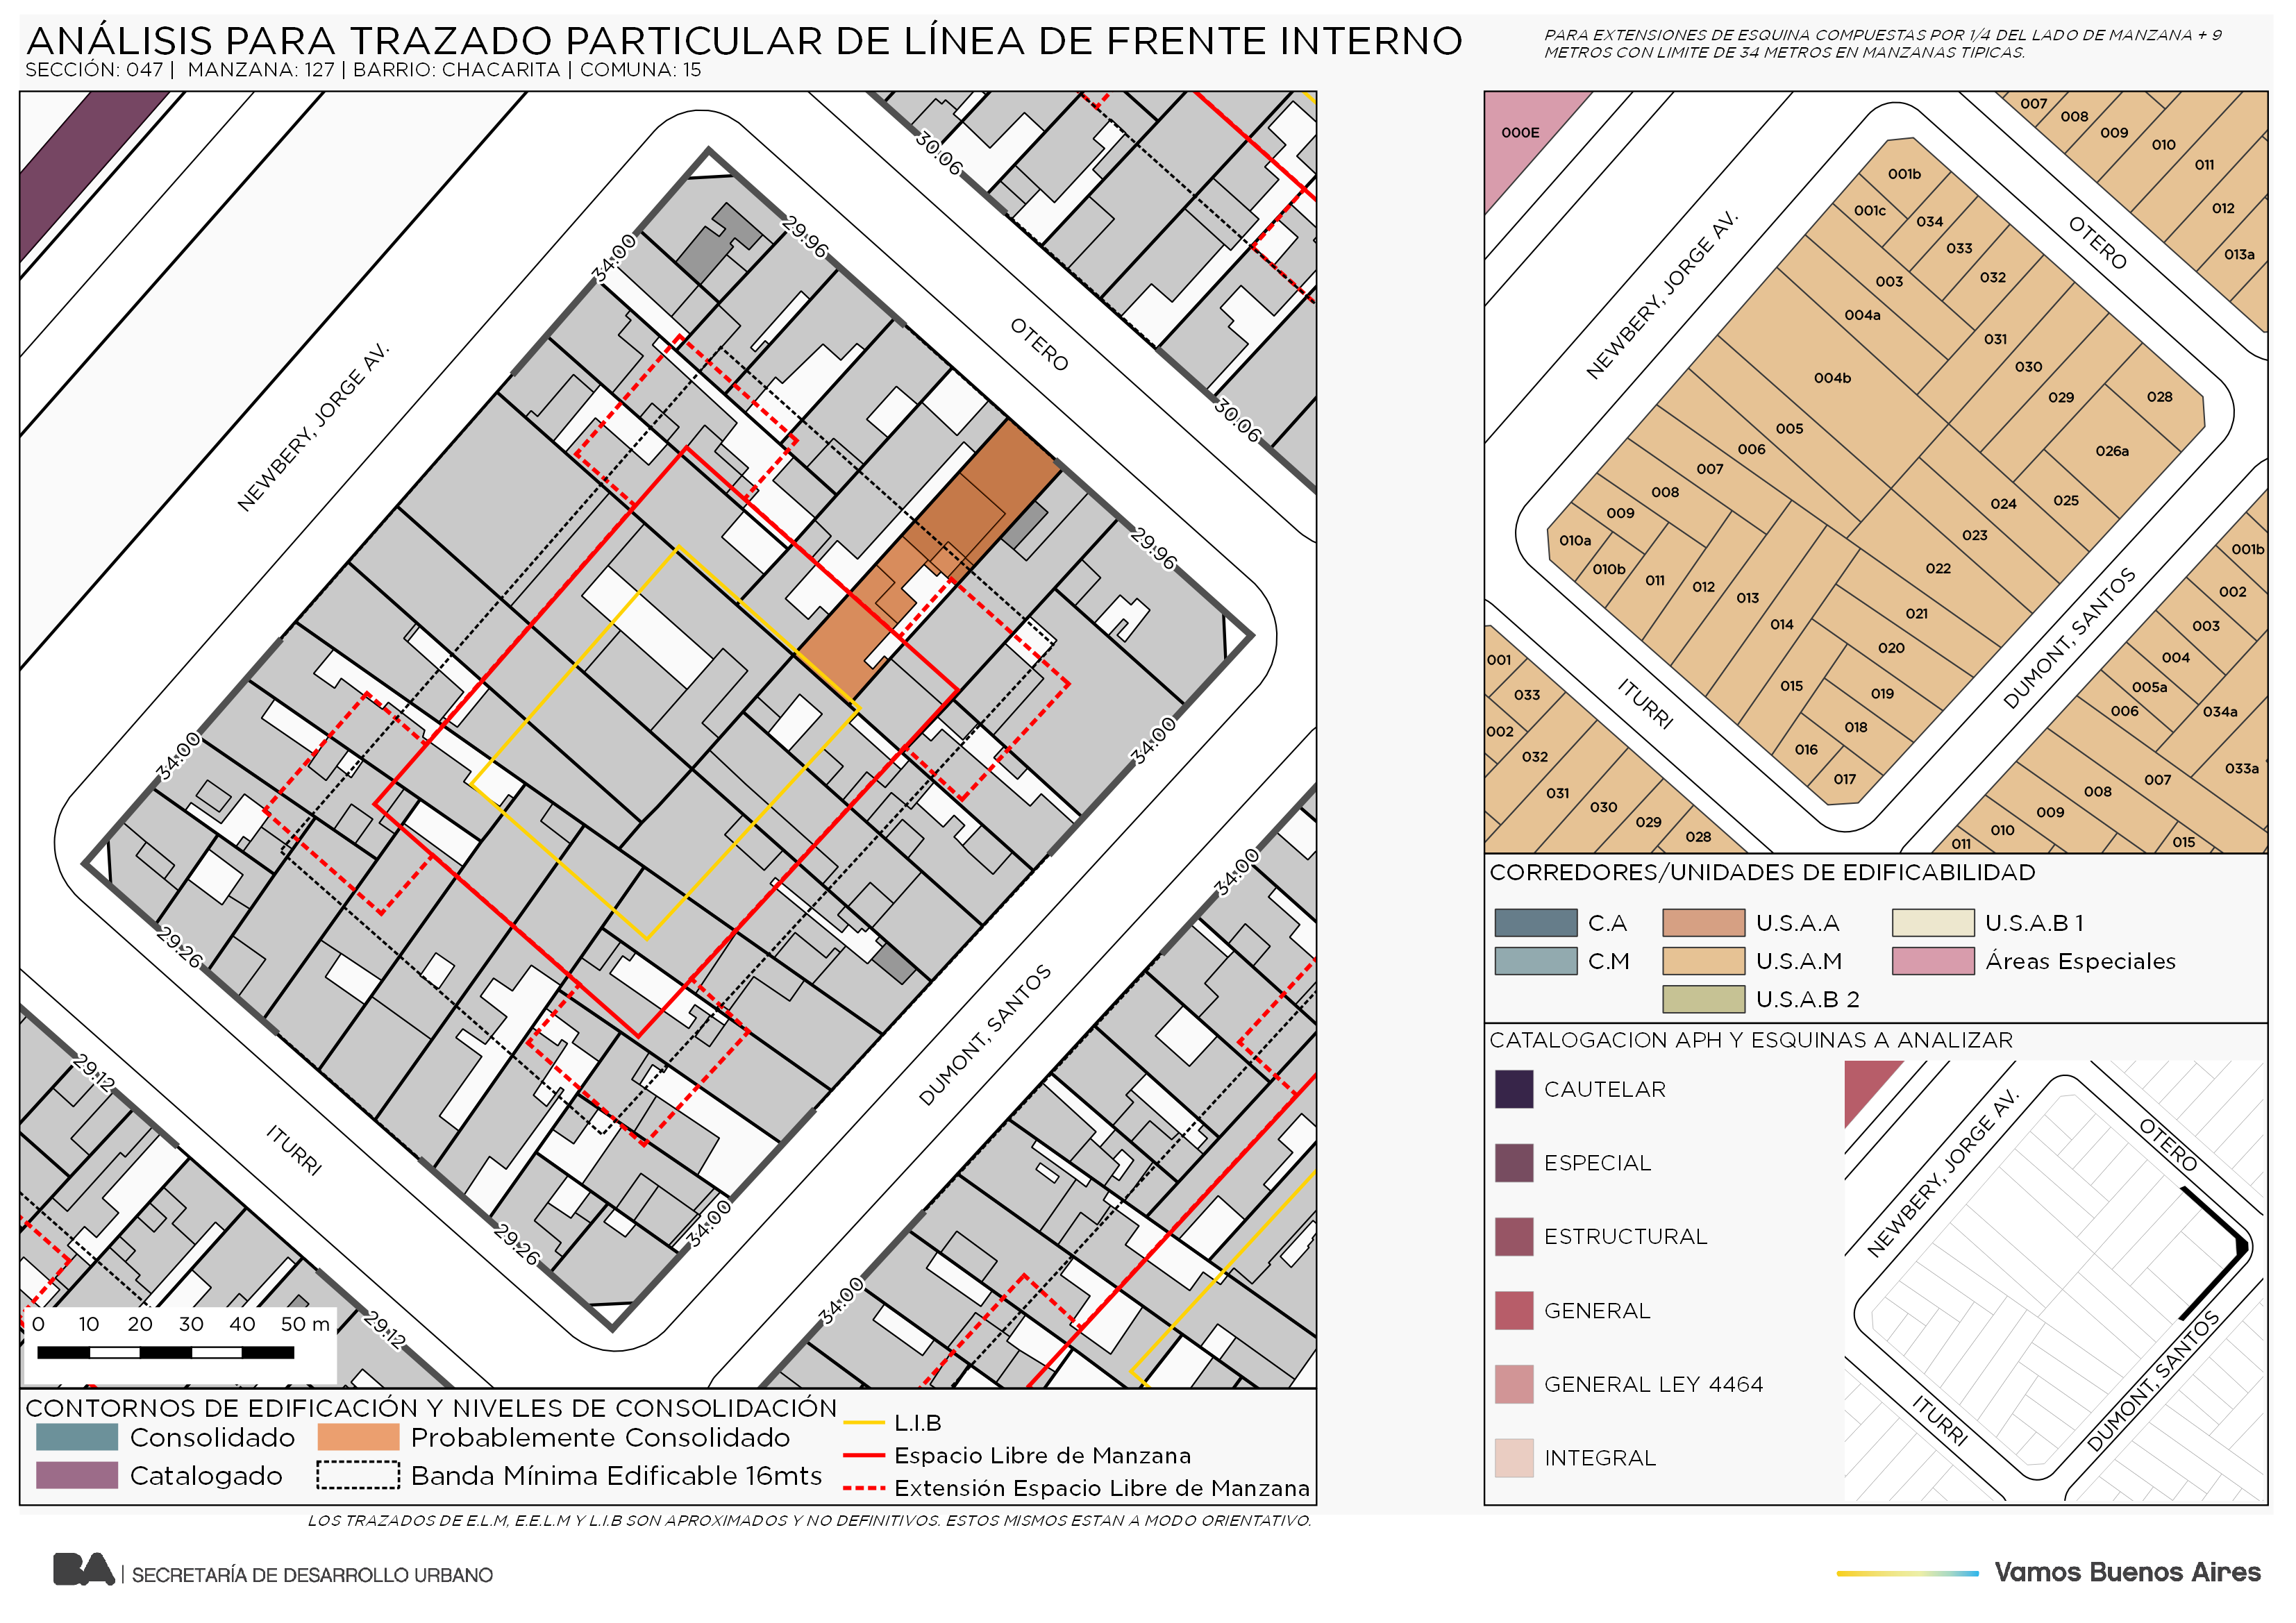 ANÁLISIS PARA TRAZADO PARTICULAR DE LÍNEA DE FRENTE INTERNO
SECCIÓN: 047 | MANZANA: 127 | BARRIO: CHACARITA | COMUNA: 15
PARA EXTENSIONES DE ESQUINA COMPUESTAS POR 1/4 DEL LADO DE MANZANA + 9
METROS CON LIMITE DE 34 METROS EN MANZANAS TIPICAS.
30.06
29.96
34.00
OTERO
NEWBERY, JORGE AV.
30.06
29.96
34.00
34.00
34.00
29.26
DUMONT, SANTOS
29.12
ITURRI
29.26
34.00
34.00
29.12
0 10 20 30 40 50 m
CONTORNOS DE EDIFICACIÓN Y NIVELES DE CONSOLIDACIÓN
Consolidado
Probablemente Consolidado
Catalogado
Banda Mínima Edificable 16mts
L.I.B
Espacio Libre de Manzana
Extensión Espacio Libre de Manzana
LOS TRAZADOS DE E.L.M, E.E.L.M Y L.I.B SON APROXIMADOS Y NO DEFINITIVOS. ESTOS MISMOS ESTAN A MODO ORIENTATIVO.
000E
007
008
009
010
011
012
013a
001b
001c
034
033
032
003
004a
031
030
029
028
004b
005
006
007
008
009
010a
010b
011
012
013
014
015
016
017
018
019
020
021
022
023
024
025
026a
OTERO
NEWBERY, JORGE AV.
DUMONT, SANTOS
ITURRI
001
033
002
032
031
030
029
028
001b
002
003
004
005a
006
034a
033a
007
008
009
010
011
015
CORREDORES/UNIDADES DE EDIFICABILIDAD
C.A
U.S.A.A
U.S.A.B 1
C.M
U.S.A.M
Áreas Especiales
U.S.A.B 2
CATALOGACION APH Y ESQUINAS A ANALIZAR
CAUTELAR
ESPECIAL
ESTRUCTURAL
GENERAL
GENERAL LEY 4464
INTEGRAL
NEWBERY, JORGE AV.
OTERO
DUMONT, SANTOS
ITURRI
BA | SECRETARÍA DE DESARROLLO URBANO
Vamos Buenos Aires